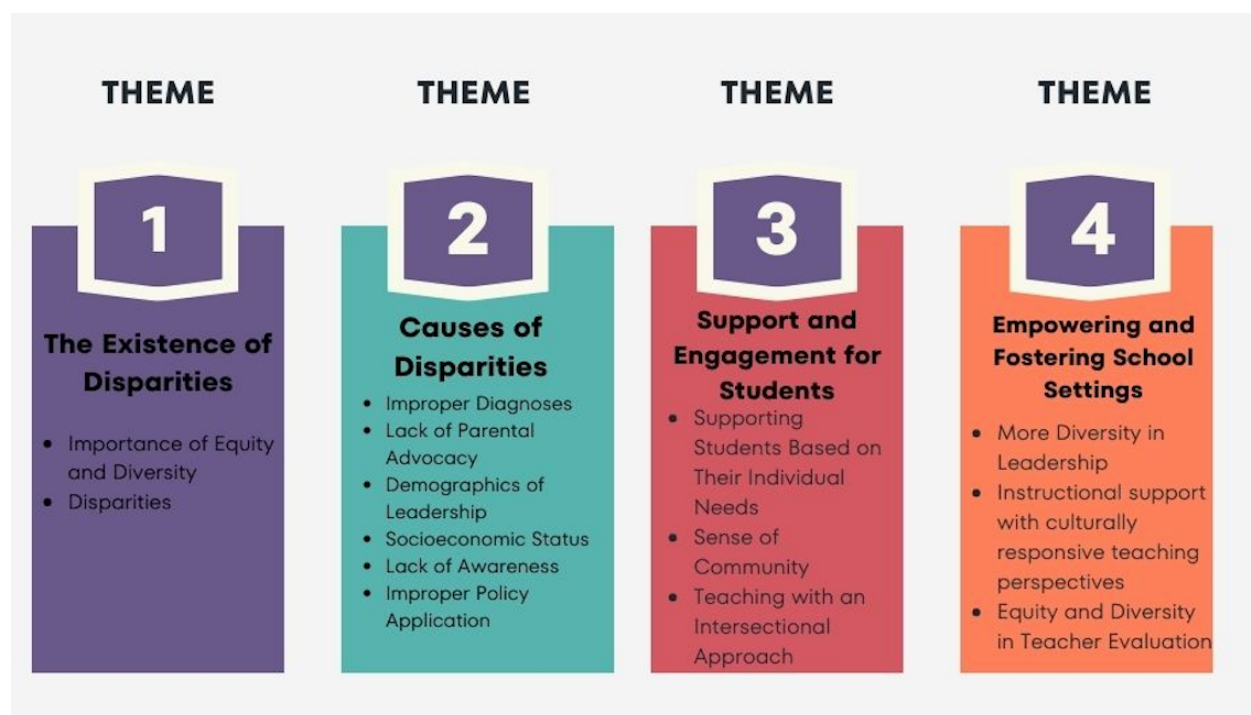 THEME
1
The Existence of
Disparities
• Importance of Equity
and Diversity
• Disparities
THEME
2
Causes of
Disparities
• Improper Diagnoses
• Lack of Parental
Advocacy
• Demographics of
Leadership
• Socioeconomic Status
• Lack of Awareness
• Improper Policy
Application
THEME
3
Support and
Engagement for
Students
• Supporting
Students Based on
Their Individual
Needs
• Sense of
Community
• Teaching with an
Intersectional
Approach
THEME
4
Empowering and
Fostering School
Settings
• More Diversity in
Leadership
• Instructional support
with culturally
responsive teaching
perspectives
• Equity and Diversity
in Teacher Evaluation